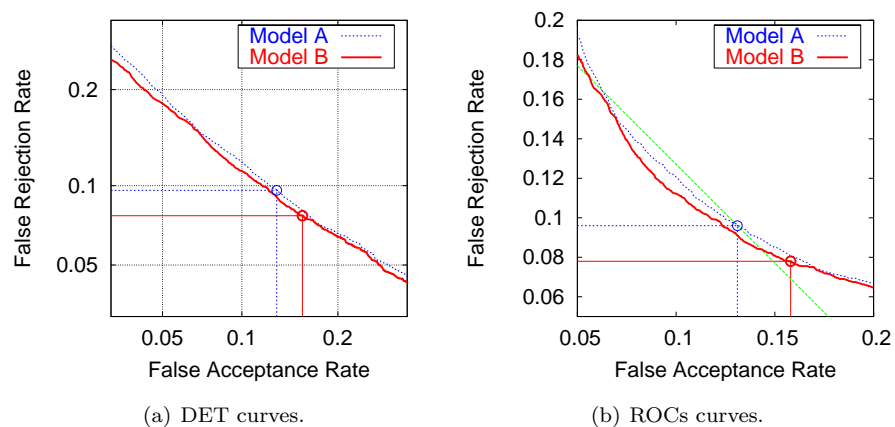 Model A
Model B
False Rejection Rate
0.2
0.1
0.05
0.05
0.1
0.2
False Acceptance Rate
(a) DET curves.
Model A
Model B
False Rejection Rate
0.2
0.18
0.16
0.14
0.12
0.1
0.08
0.06
0.05
0.1
0.15
0.2
False Acceptance Rate
(b) ROCs curves.